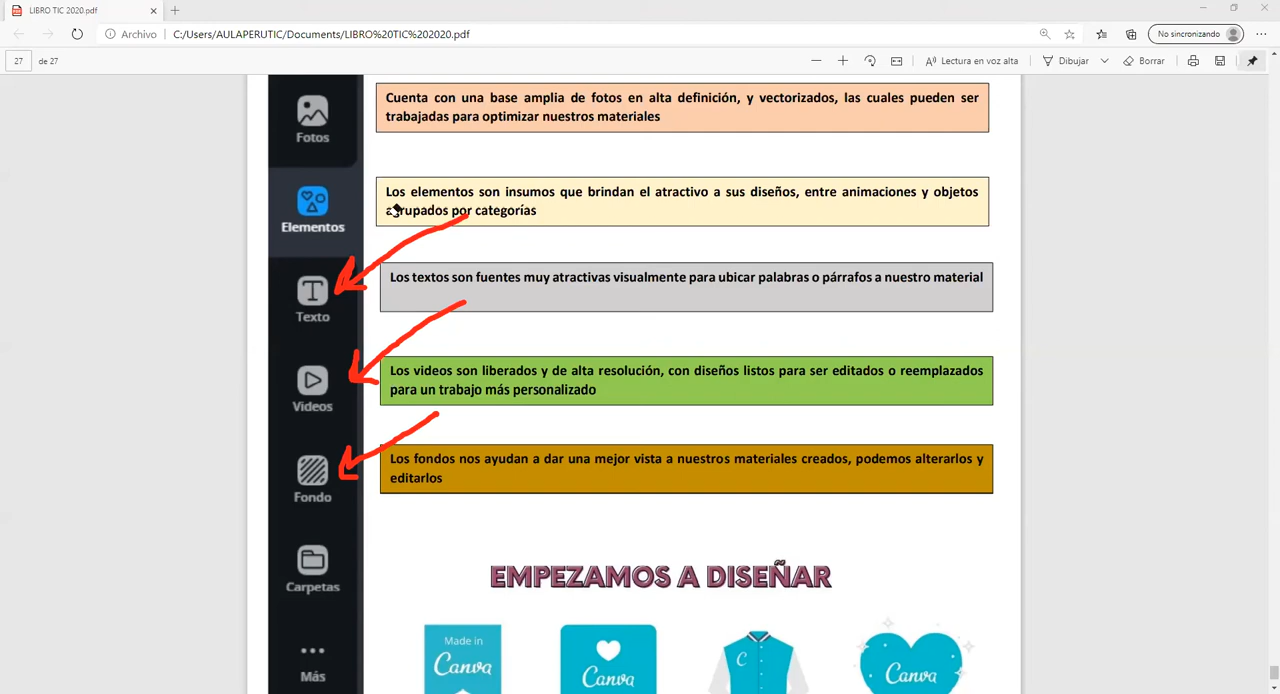 LIBRO TIC 2020.pdf
Archivo
C:/Users/AULAPERUTIC/Documents/LIBRO%20TIC%202020.pdf
No sincronizando
27 de 27
Lectura en voz alta
Dibujar
Borrar
Fotos
Cuenta con una base amplia de fotos en alta definición, y vectorizados, las cuales pueden ser
trabajadas para optimizar nuestros materiales
Elementos
Los elementos son insumos que brindan el atractivo a sus diseños, entre animaciones y objetos
agrupados por categorías
Texto
Los textos son fuentes muy atractivas visualmente para ubicar palabras o párrafos a nuestro material
Videos
Los videos son liberados y de alta resolución, con diseños listos para ser editados o reemplazados
para un trabajo más personalizado
Fondo
Los fondos nos ayudan a dar una mejor vista a nuestros materiales creados, podemos alterarlos y
editarlos
Carpetas
Más
EMPEZAMOS A DISEÑAR
Made in
Canva
Canva
C
Canva